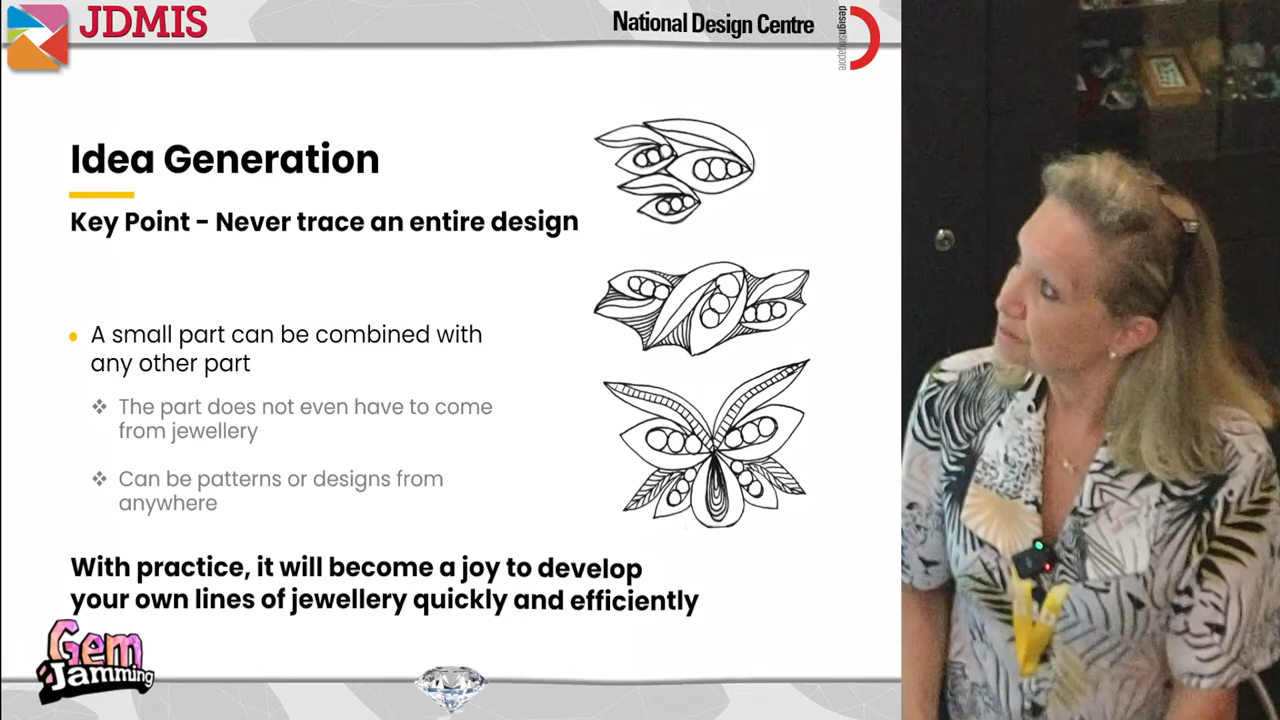 JDMIS
National Design Centre
designsingapore
Idea Generation
Key Point - Never trace an entire design
A small part can be combined with
any other part
The part does not even have to come
from jewellery
Can be patterns or designs from
anywhere
With practice, it will become a joy to develop
your own lines of jewellery quickly and efficiently
Gem
Jamming